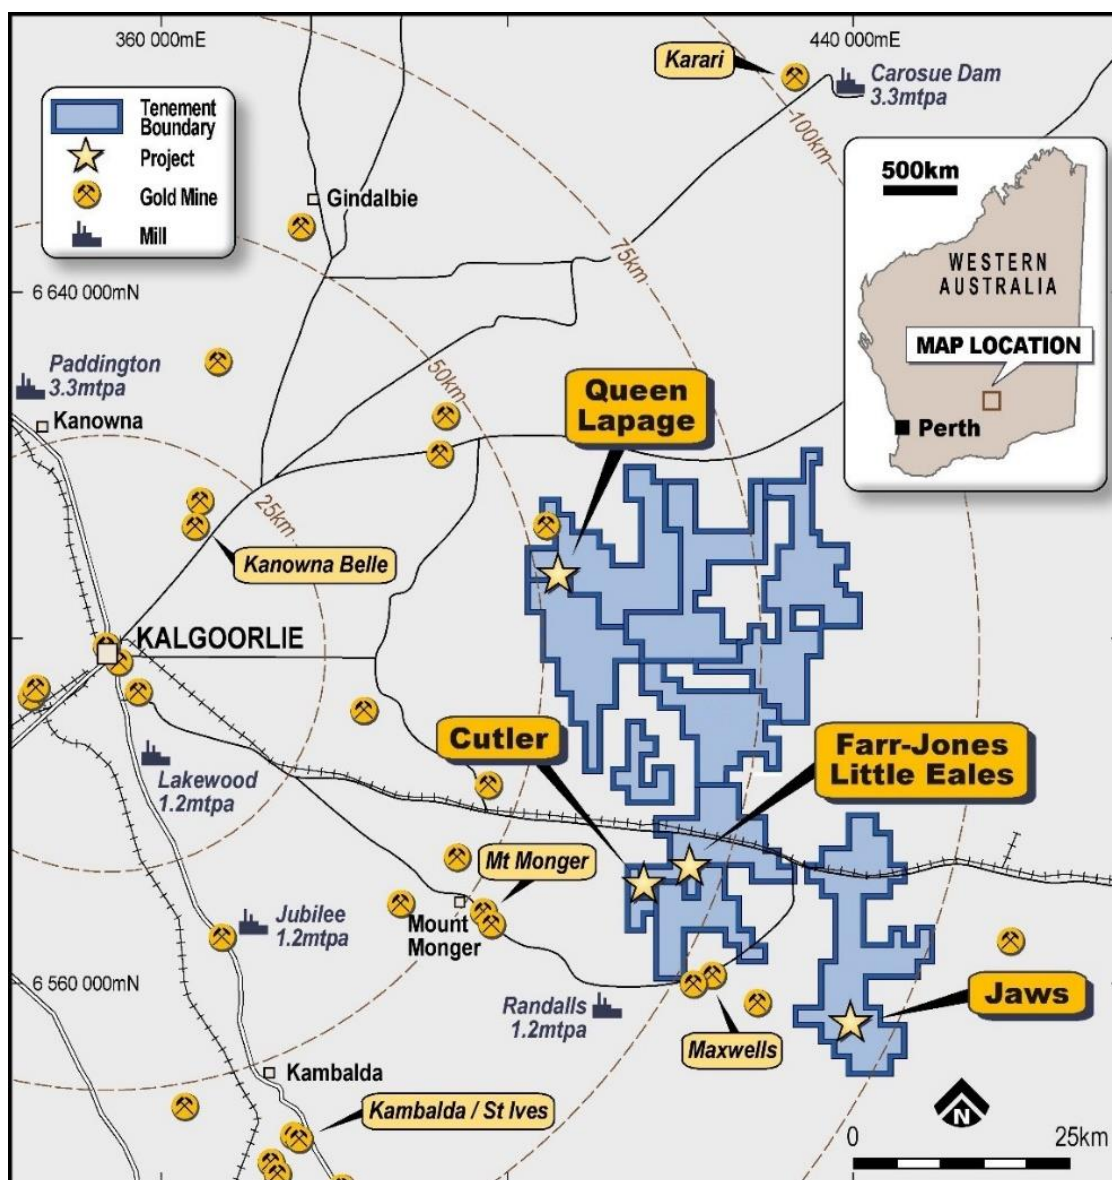 360 000mE
440 000mE
Karari
Carosue Dam
3.3mtpa
Tenement
Boundary
Project
Gold Mine
Mill
100km
500km
Gindalbie
WESTERN
AUSTRALIA
75km
6 640 000mN
MAP LOCATION
Paddington
3.3mtpa
50km
Queen
Lapage
Kanowna
Perth
25km
Kanowna Belle
KALGOORLIE
Cutler
Farr-Jones
Little Eales
Lakewood
1.2mtpa
Mt Monger
Jubilee
1.2mtpa
Mount
Monger
6 560 000mN
Randalls
1.2mtpa
Jaws
Maxwells
Kambalda
Kambalda / St Ives
N
0
25km